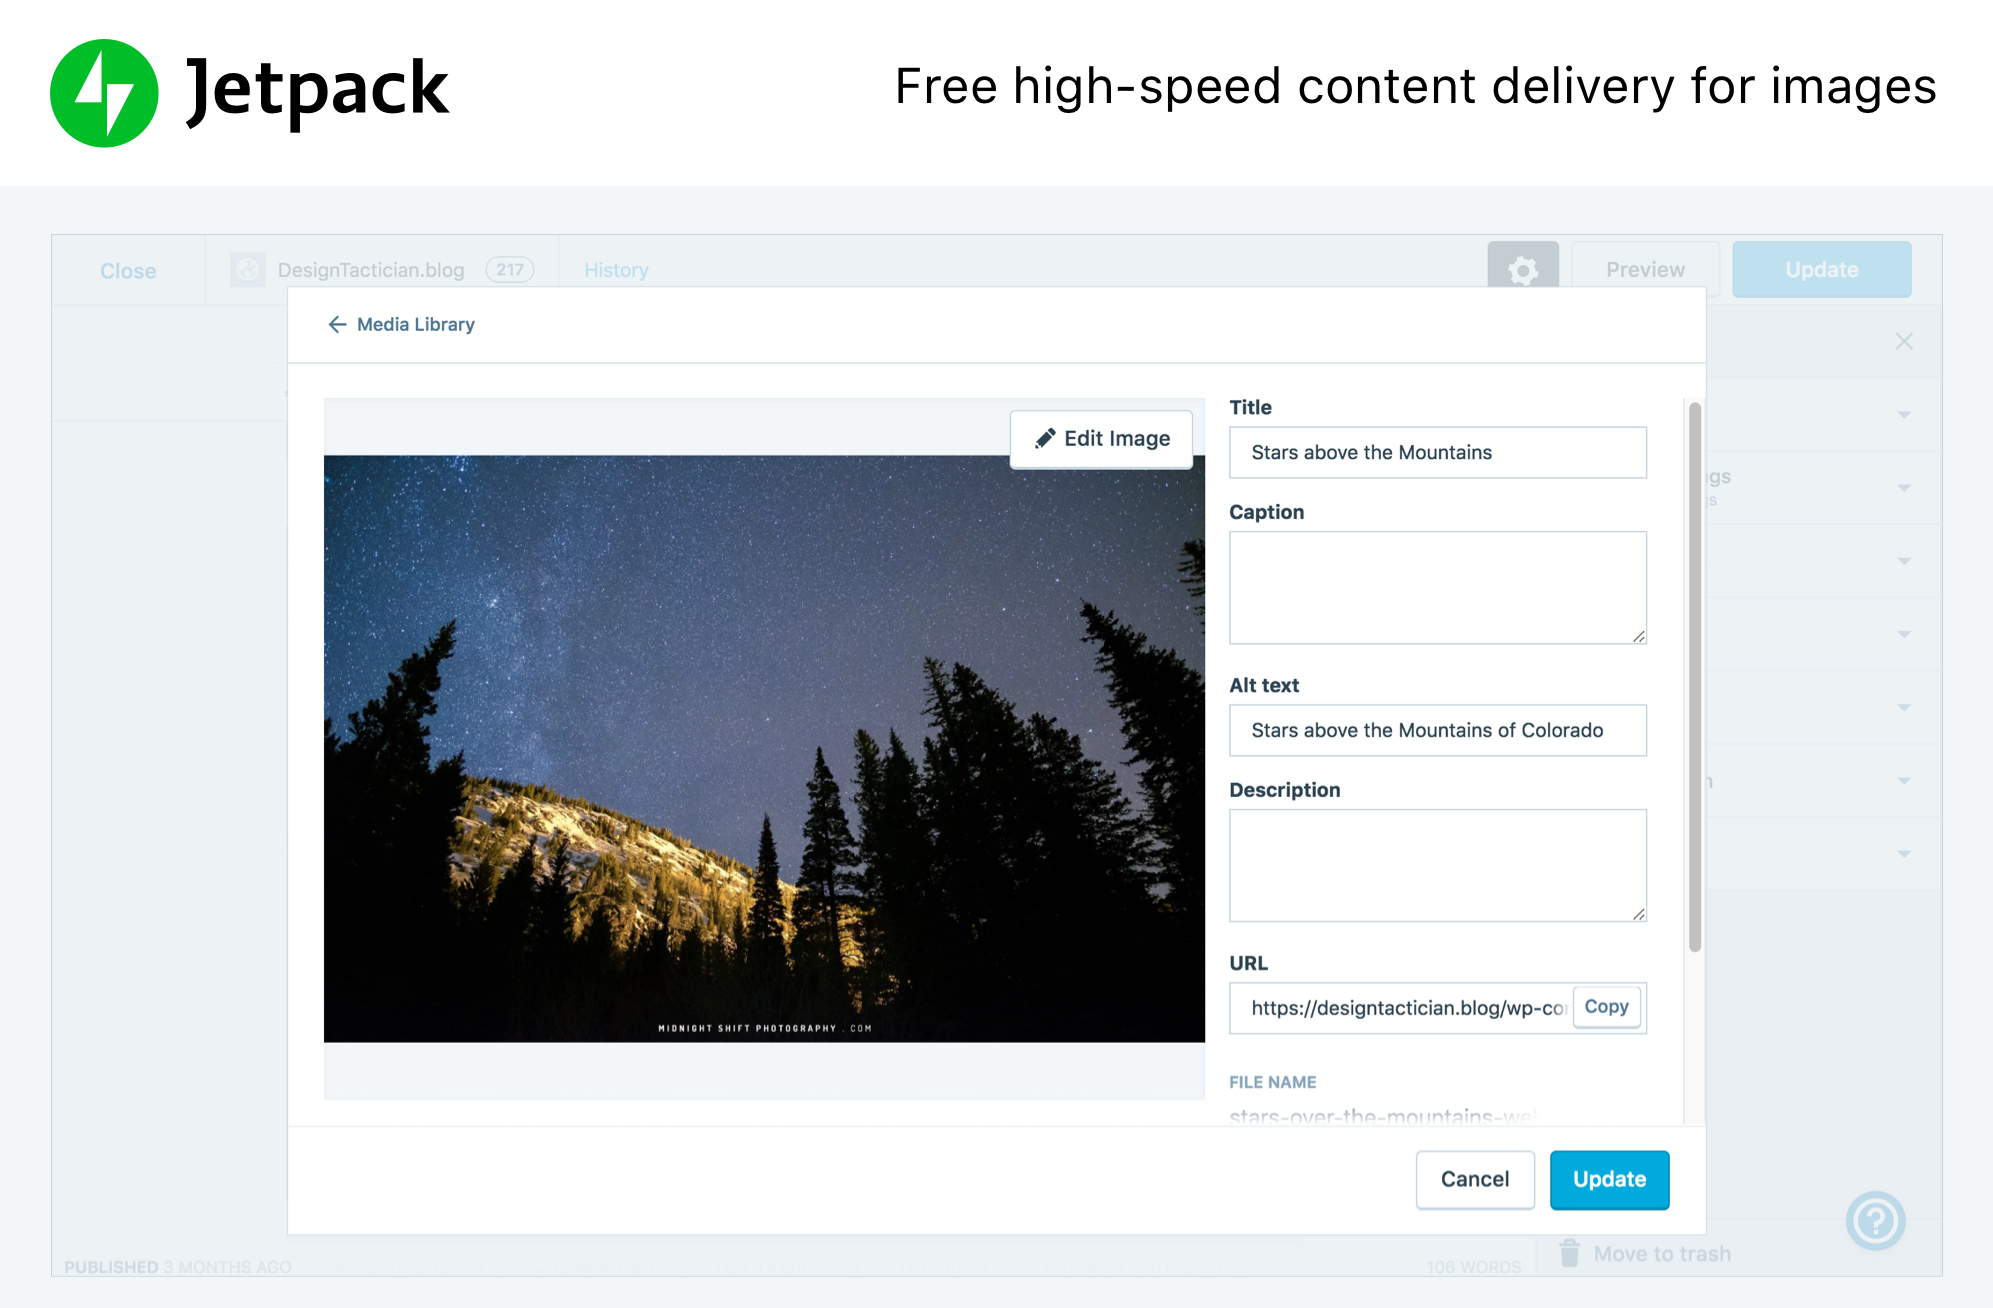 Jetpack
Free high-speed content delivery for images
Close
DesignTactician.blog 217
History
Preview
Update
Media Library
Edit Image
Title
Stars above the Mountains
Caption
Alt text
Stars above the Mountains of Colorado
Description
URL
https://designtactician.blog/wp-co
Copy
FILE NAME
stars-over-the-mountains-we
MIDNIGHT SHIFT PHOTOGRAPHY . COM
Cancel
Update
PUBLISHED 3 MONTHS AGO
106 WORDS
Move to trash